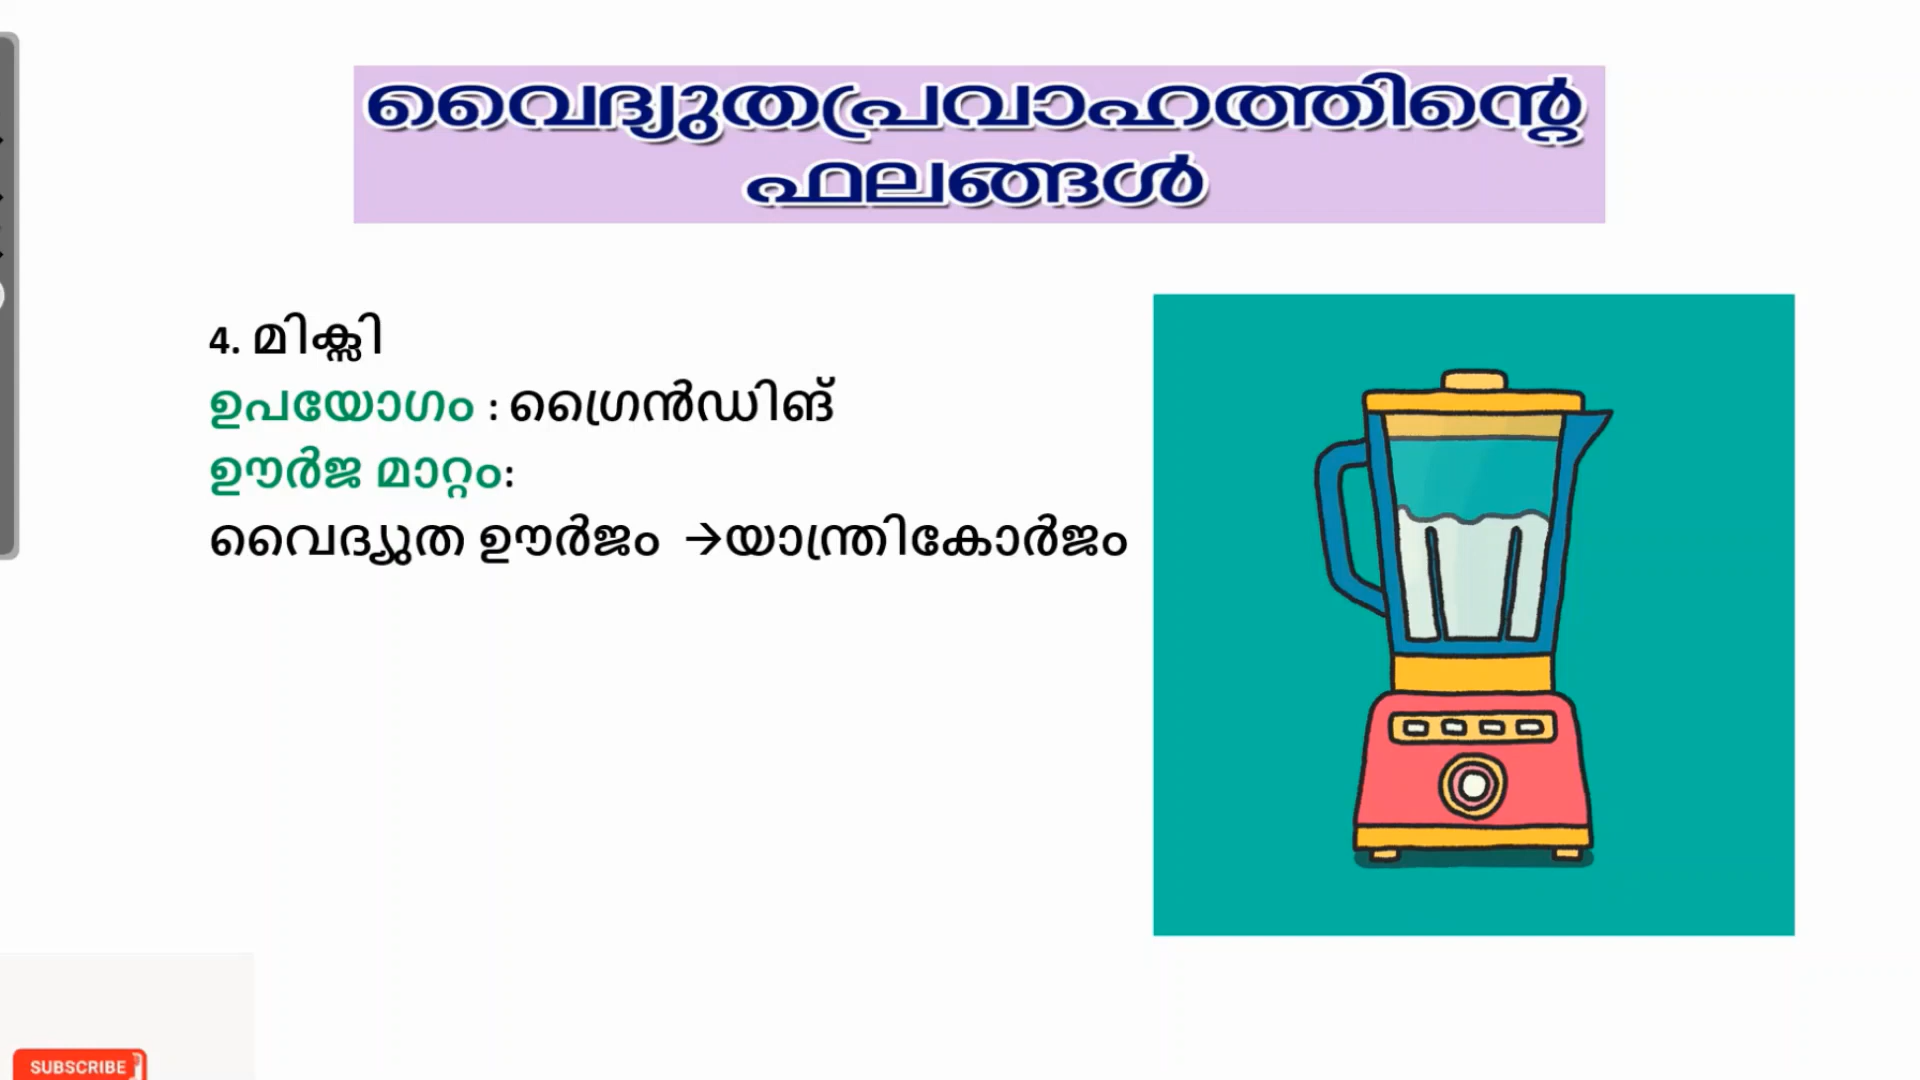 വൈദ്യുതപ്രവാഹത്തിന്റെ
ഫലങ്ങൾ
4. മിക്സി
ഉപയോഗം : ഗ്രൈൻഡിങ്
ഊർജ മാറ്റം:
വൈദ്യുത ഊർജം →യാന്ത്രികോർജം
SUBSCRIBE